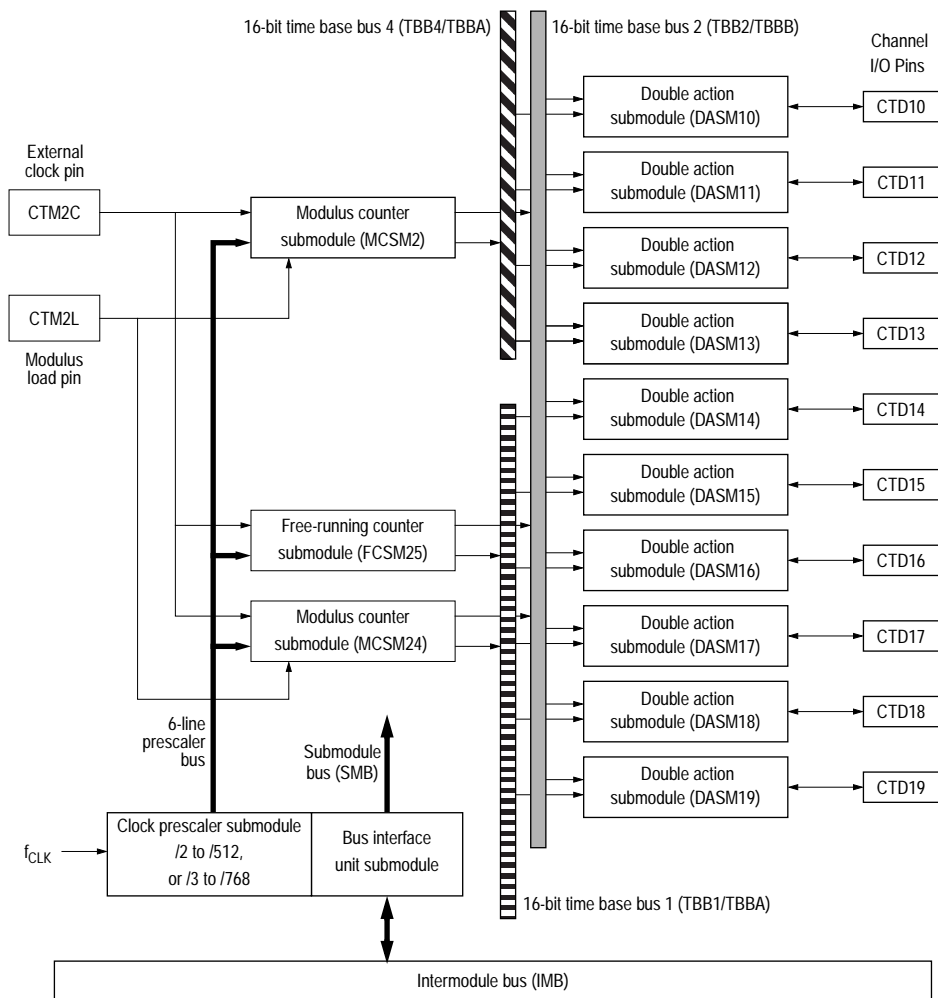 16-bit time base bus 4 (TBB4/TBBA)
16-bit time base bus 2 (TBB2/TBBB)
Channel
I/O Pins
Double action
submodule (DASM10)
CTD10
External
clock pin
CTM2C
Modulus counter
submodule (MCSM2)
Double action
submodule (DASM11)
CTD11
Double action
submodule (DASM12)
CTD12
CTM2L
Modulus
load pin
Double action
submodule (DASM13)
CTD13
Double action
submodule (DASM14)
CTD14
Double action
submodule (DASM15)
CTD15
Free-running counter
submodule (FCSM25)
Double action
submodule (DASM16)
CTD16
Modulus counter
submodule (MCSM24)
Double action
submodule (DASM17)
CTD17
6-line
prescaler
bus
Submodule
bus (SMB)
Double action
submodule (DASM18)
CTD18
Double action
submodule (DASM19)
CTD19
fCLK
Clock prescaler submodule
/2 to /512,
or /3 to /768
Bus interface
unit submodule
16-bit time base bus 1 (TBB1/TBBA)
Intermodule bus (IMB)